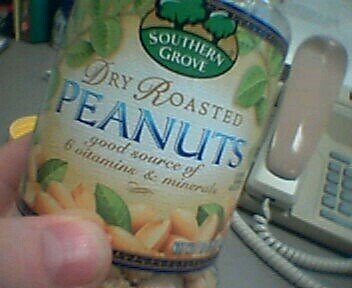 SOUTHERN
GROVE
DRY ROASTED
PEANUTS
good source of
6 vitamins & minerals